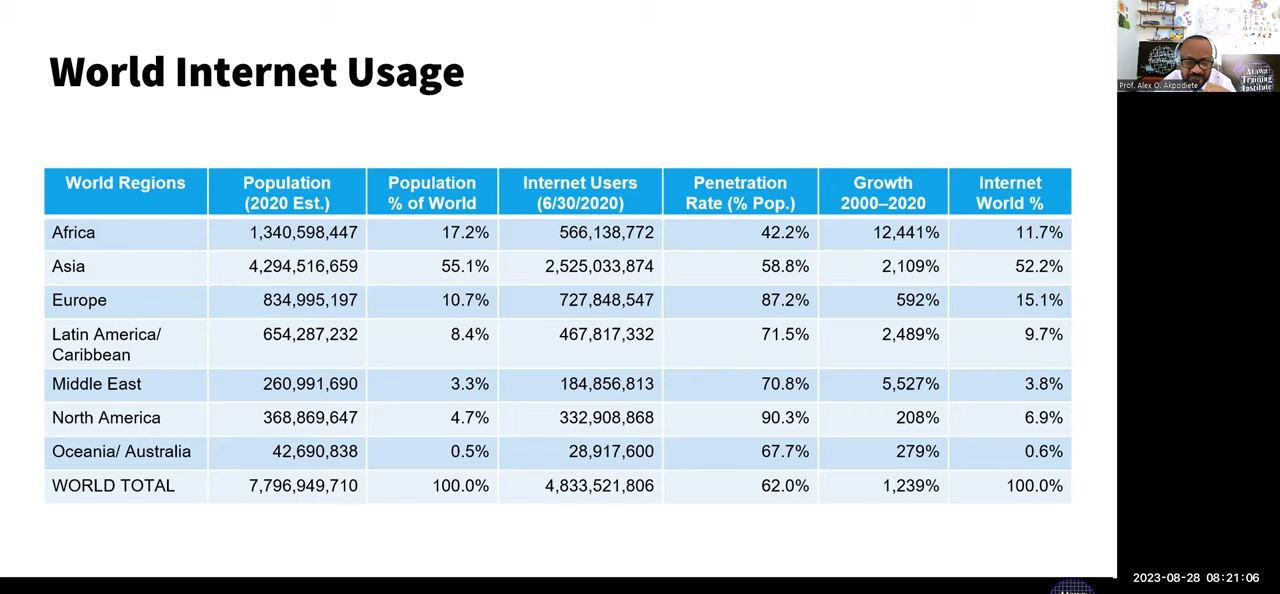 World Internet Usage
World Regions Population (2020 Est.) Population % of World Internet Users (6/30/2020) Penetration Rate (% Pop.) Growth 2000–2020 Internet World %
Africa 1,340,598,447 17.2% 566,138,772 42.2% 12,441% 11.7%
Asia 4,294,516,659 55.1% 2,525,033,874 58.8% 2,109% 52.2%
Europe 834,995,197 10.7% 727,848,547 87.2% 592% 15.1%
Latin America/ Caribbean 654,287,232 8.4% 467,817,332 71.5% 2,489% 9.7%
Middle East 260,991,690 3.3% 184,856,813 70.8% 5,527% 3.8%
North America 368,869,647 4.7% 332,908,868 90.3% 208% 6.9%
Oceania/ Australia 42,690,838 0.5% 28,917,600 67.7% 279% 0.6%
WORLD TOTAL 7,796,949,710 100.0% 4,833,521,806 62.0% 1,239% 100.0%
Prof. Alex O. Akpodiete
Atawa
Training
Institute
2023-08-28 08:21:06